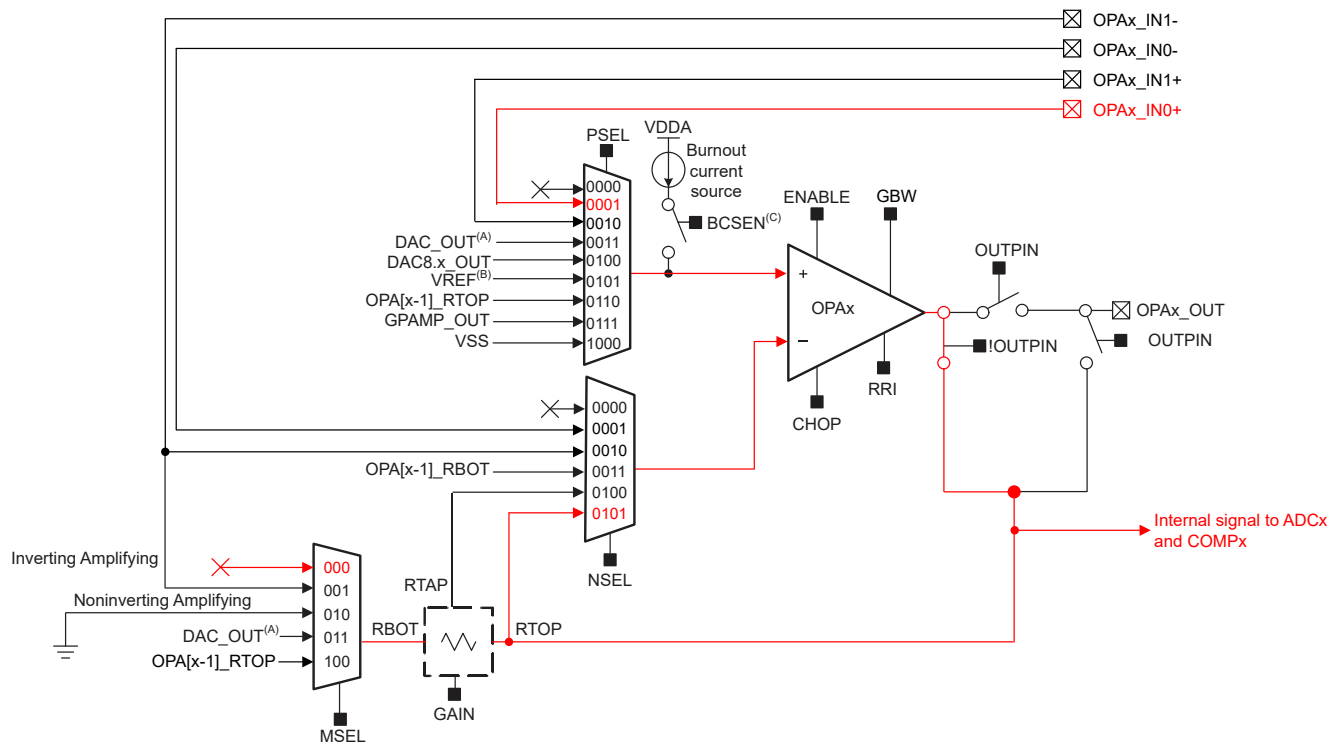 OPAx_IN1-
OPAx_IN0-
OPAx_IN1+
OPAx_IN0+
PSEL
VDDA
Burnout
current
source
BCSEN(C)
0000
0001
0010
DAC_OUT(A)
0011
DAC8.x_OUT
0100
VREF(B)
0101
OPA[x-1]_RTOP
0110
GPAMP_OUT
0111
VSS
1000
ENABLE
GBW
+
OPAx
−
CHOP
RRI
OUTPIN
OPAx_OUT
!OUTPIN
OUTPIN
0000
0001
0010
OPA[x-1]_RBOT
0011
0100
0101
NSEL
Internal signal to ADCx
and COMPx
Inverting Amplifying
000
001
Noninverting Amplifying
010
DAC_OUT(A)
011
OPA[x-1]_RTOP
100
MSEL
RBOT
RTAP
RTOP
GAIN